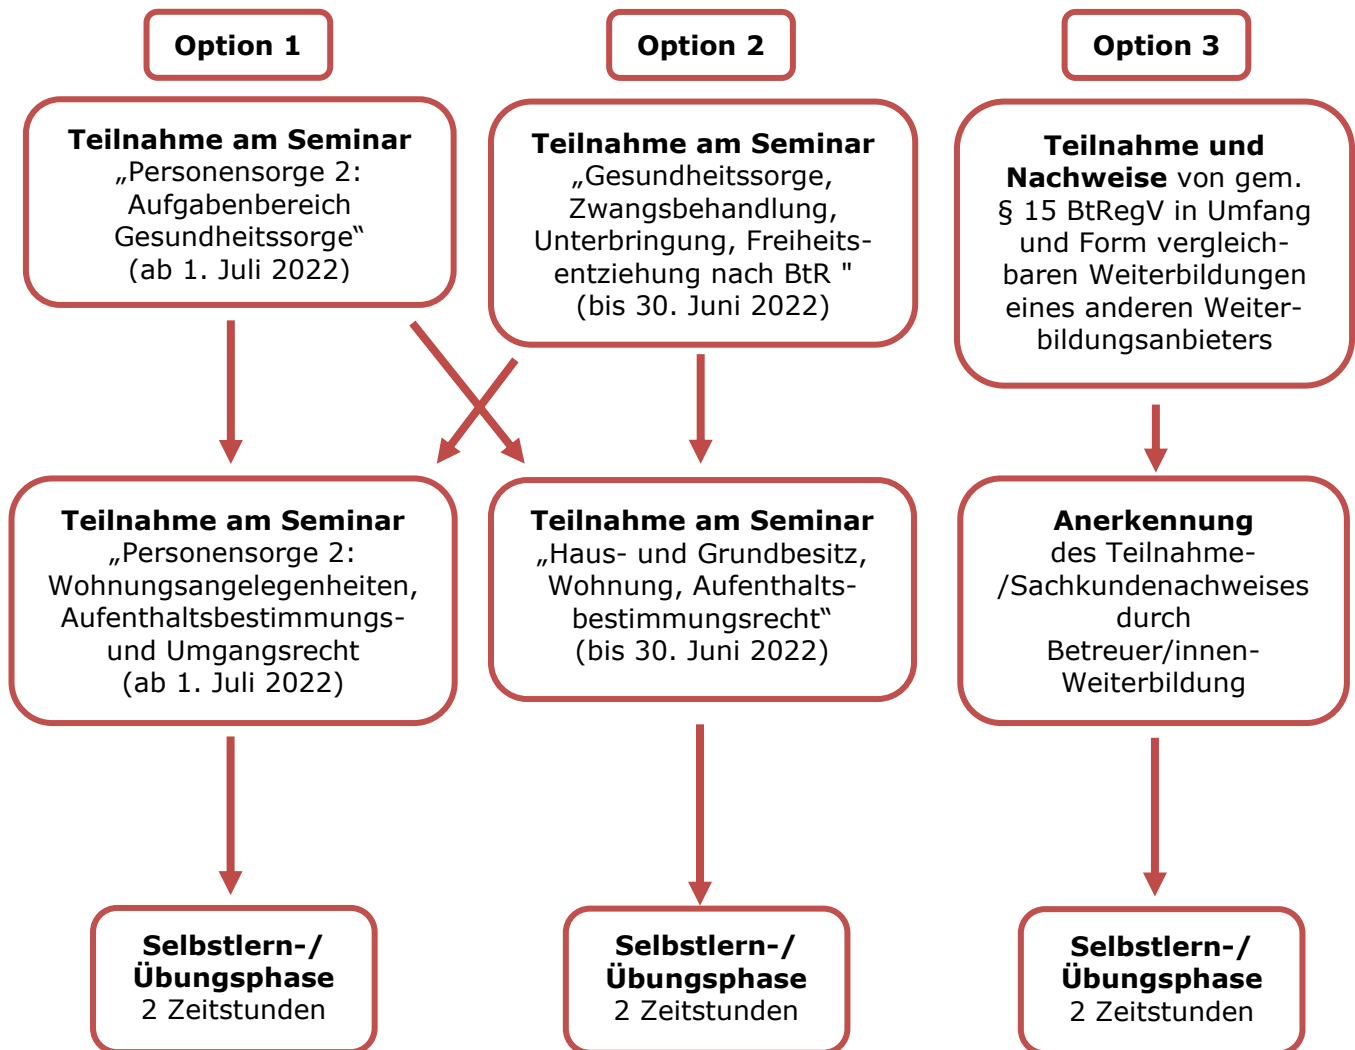 Option 1
Option 2
Option 3
Teilnahme am Seminar
„Personensorge 2:
Aufgabenbereich
Gesundheitssorge“
(ab 1. Juli 2022)
Teilnahme am Seminar
„Gesundheitssorge,
Zwangsbehandlung,
Unterbringung, Freiheits-
entziehung nach BtR "
(bis 30. Juni 2022)
Teilnahme und
Nachweise von gem.
§ 15 BtRegV in Umfang
und Form vergleich-
baren Weiterbildungen
eines anderen Weiter-
bildungsanbieters
Teilnahme am Seminar
„Personensorge 2:
Wohnungsangelegenheiten,
Aufenthaltsbestimmungs-
und Umgangsrecht
(ab 1. Juli 2022)
Teilnahme am Seminar
„Haus- und Grundbesitz,
Wohnung, Aufenthalts-
bestimmungsrecht“
(bis 30. Juni 2022)
Anerkennung
des Teilnahme-
/Sachkundenachweises
durch
Betreuer/innen-
Weiterbildung
Selbstlern-/
Übungsphase
2 Zeitstunden
Selbstlern-/
Übungsphase
2 Zeitstunden
Selbstlern-/
Übungsphase
2 Zeitstunden